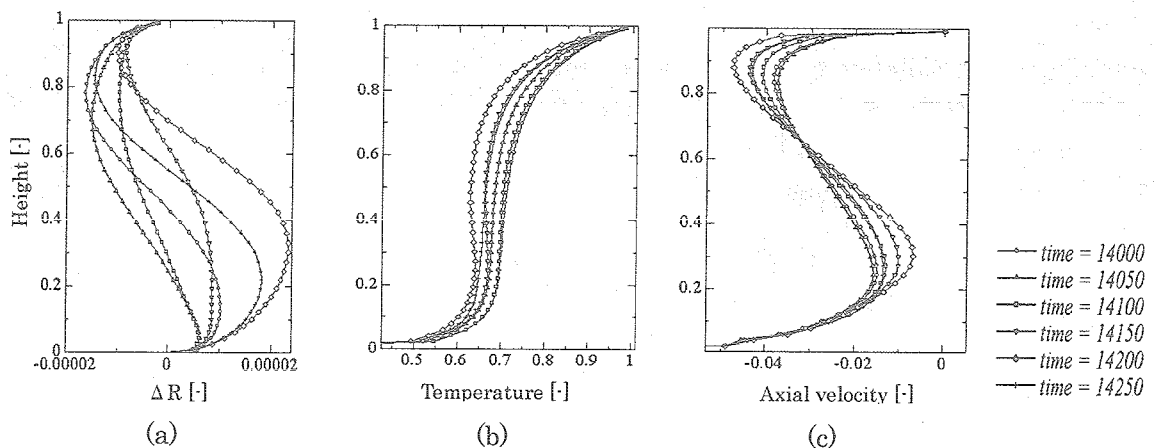 1
0.8
0.6
0.4
0.2
0
Height [-]
-0.00002
0
0.00002
ΔR [-]
(a)
1
0.8
0.6
0.4
0.2
0
0.5
0.6
0.7
0.8
0.9
1
Temperature [-]
(b)
1
0.8
0.6
0.4
0.2
-0.04
-0.02
0
Axial velocity [-]
(c)
time = 14000
time = 14050
time = 14100
time = 14150
time = 14200
time = 14250